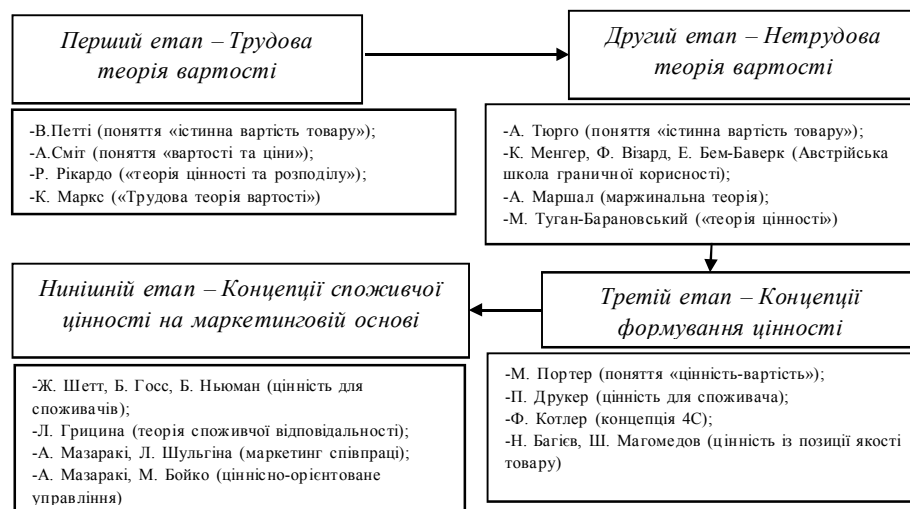 Перший етап – Трудова
теорія вартості
Другий етап – Нетрудова
теорія вартості
-В.Петті (поняття «істинна вартість товару»);
-А.Сміт (поняття «вартості та ціни»);
-Р. Рікардо («теорія цінності та розподілу»);
-К. Маркс («Трудова теорія вартості»)
-А. Тюрго (поняття «істинна вартість товару»);
-К. Менгер, Ф. Візард, Е. Бем-Баверк (Австрійська
школа граничної корисності);
-А. Маршал (маржинальна теорія);
-М. Туган-Барановський («теорія цінності»)
Нинішній етап – Концепції споживчої
цінності на маркетинговій основі
Третій етап – Концепції
формування цінності
-Ж. Шетт, Б. Госс, Б. Ньюман (цінність для
споживачів);
-Л. Грицина (теорія споживчої відповідальності);
-А. Мазаракі, Л. Шульгіна (маркетинг співпраці);
-А. Мазаракі, М. Бойко (ціннісно-орієнтоване
управління)
-М. Портер (поняття «цінність-вартість»);
-П. Друкер (цінність для споживача);
-Ф. Котлер (концепція 4С);
-Н. Багієв, Ш. Магомедов (цінність із позиції якості
товару)